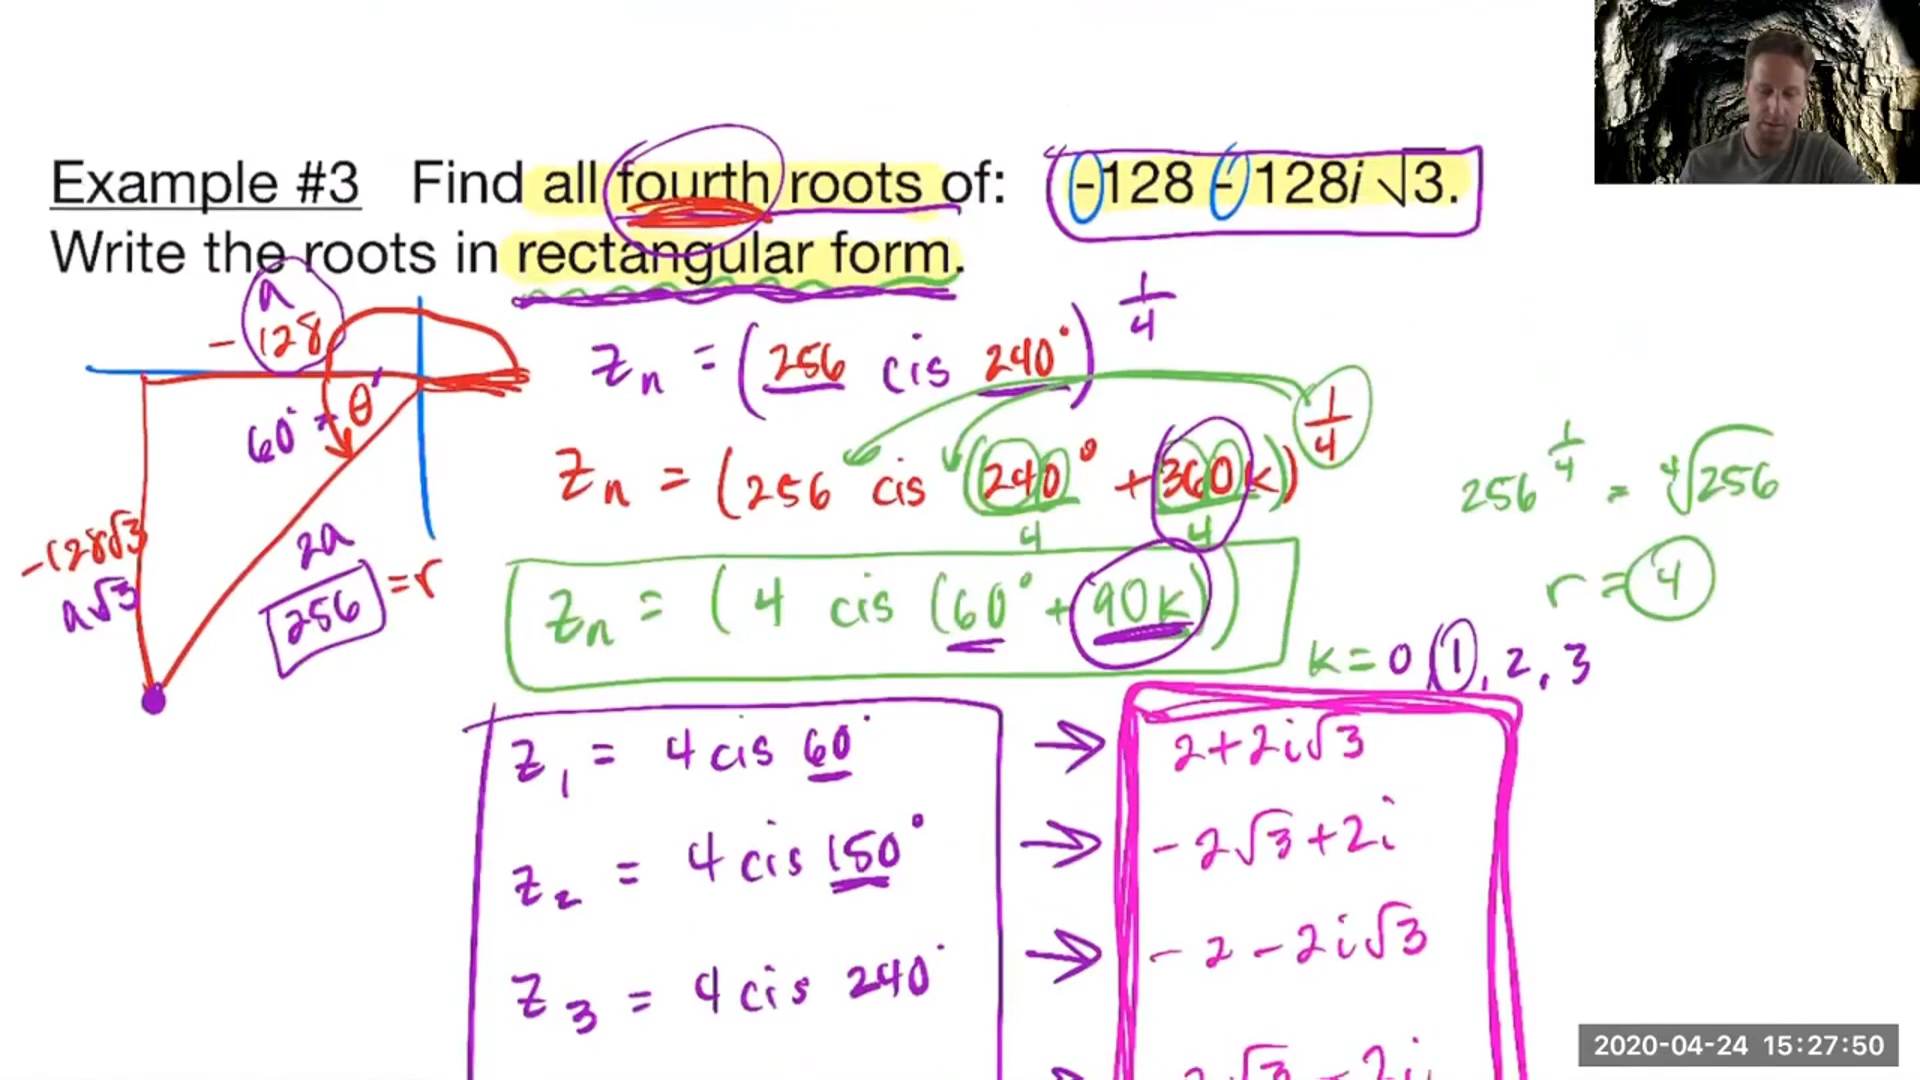 Example #3 Find all fourth roots of: -128 - 128i √3.
Write the roots in rectangular form.
a
-128
60° = θ'
-128√3
a√3
2a
256 = r
Zn = (256 cis 240°)^1/4
Zn = (256 cis (240° + 360k))^1/4
4 4
256^1/4 = ⁴√256
r = 4
Zn = (4 cis (60° + 90k))
k = 0, 1, 2, 3
Z1 = 4 cis 60° → 2+2i√3
Z2 = 4 cis 150° → -2√3+2i
Z3 = 4 cis 240° → -2-2i√3
2√3 - 2i
2020-04-24 15:27:50